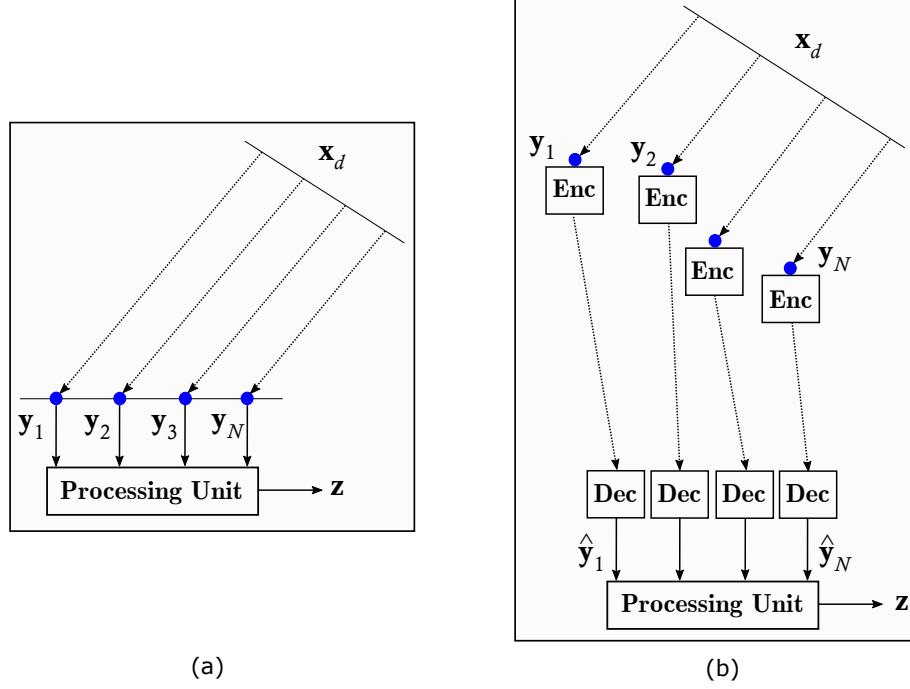 x_d
y_1 y_2 y_3 y_N
Processing Unit z
(a)
x_d
y_1 y_2
Enc Enc
Enc y_N
Enc
Dec Dec Dec Dec
ŷ_1 ŷ_N
Processing Unit z
(b)